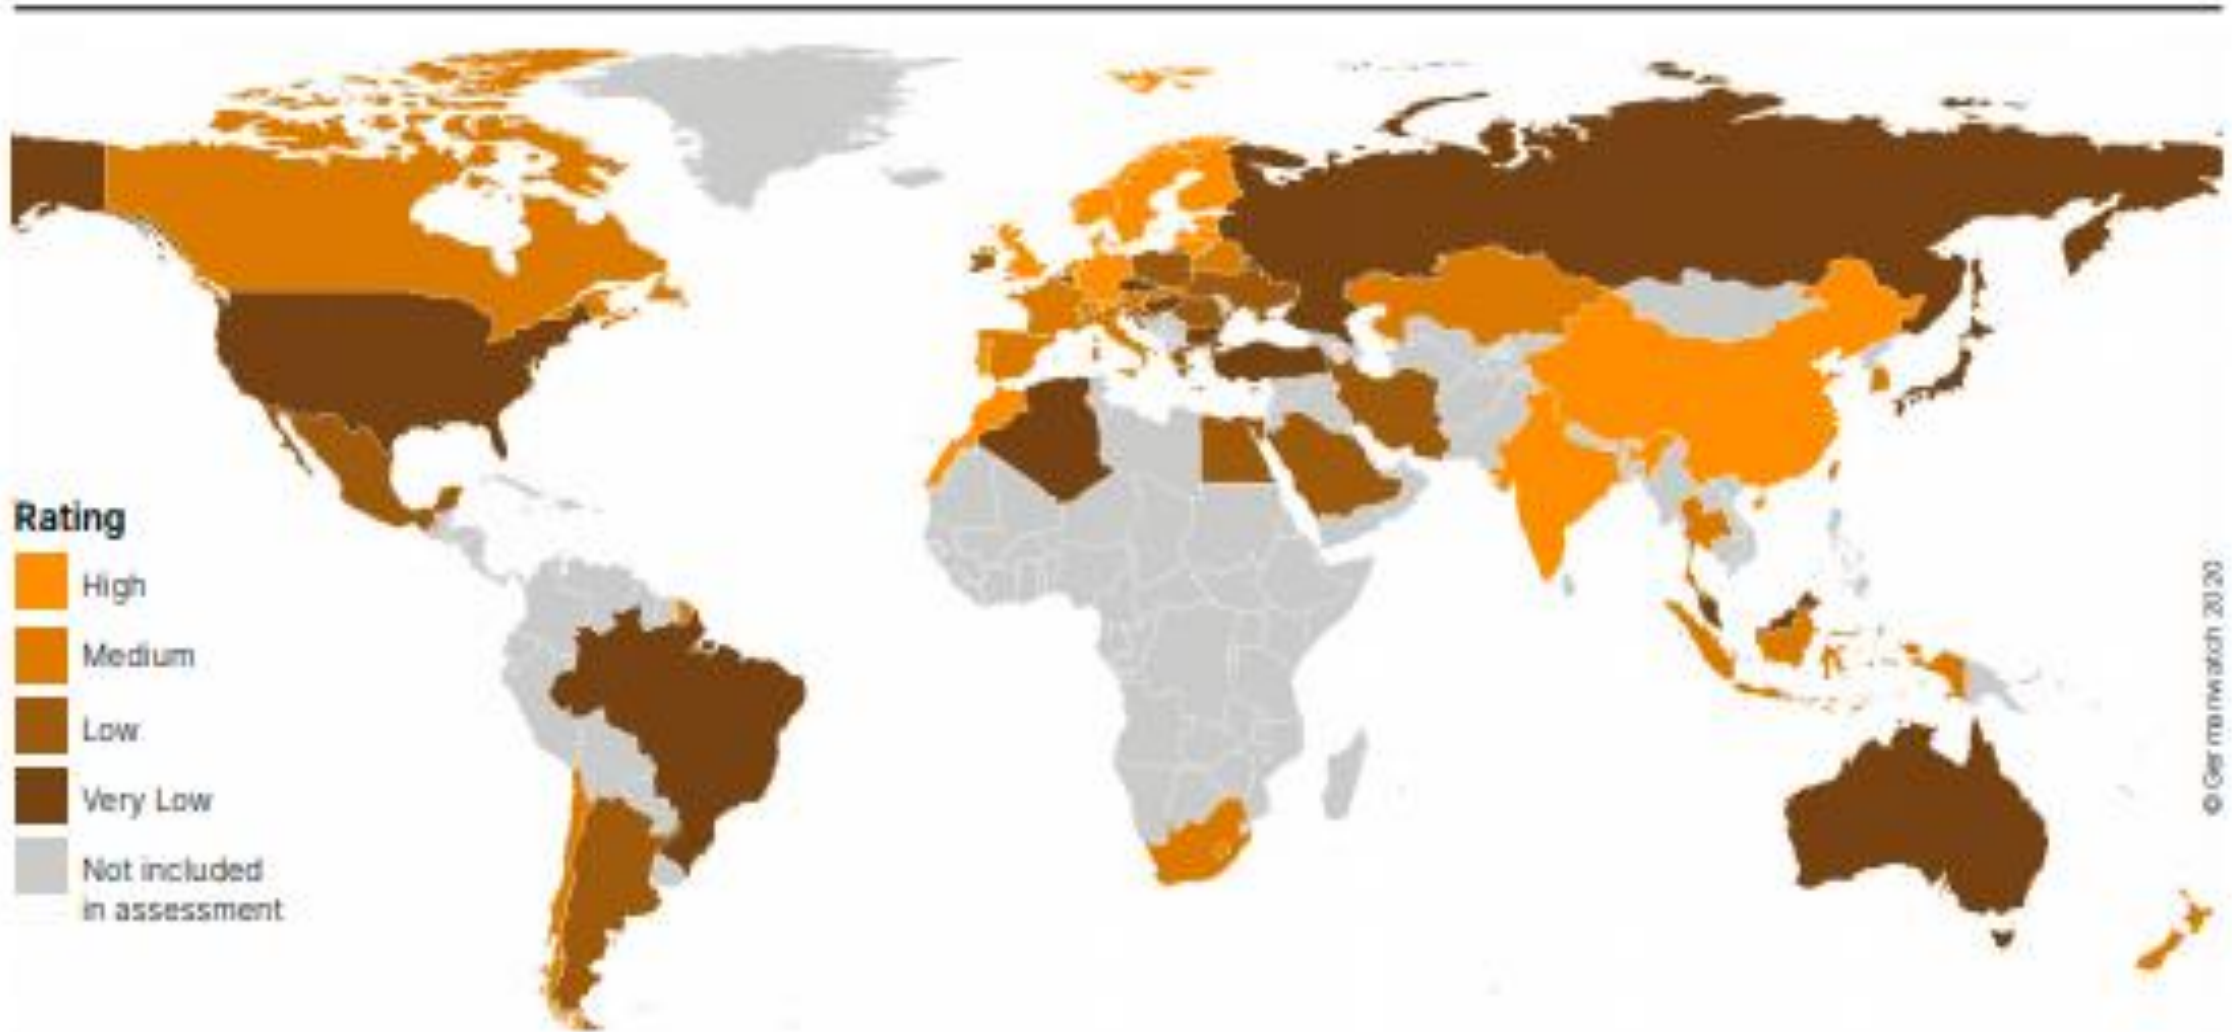 Rating
High
Medium
Low
Very Low
Not included
in assessment
© Germanwatch 2020